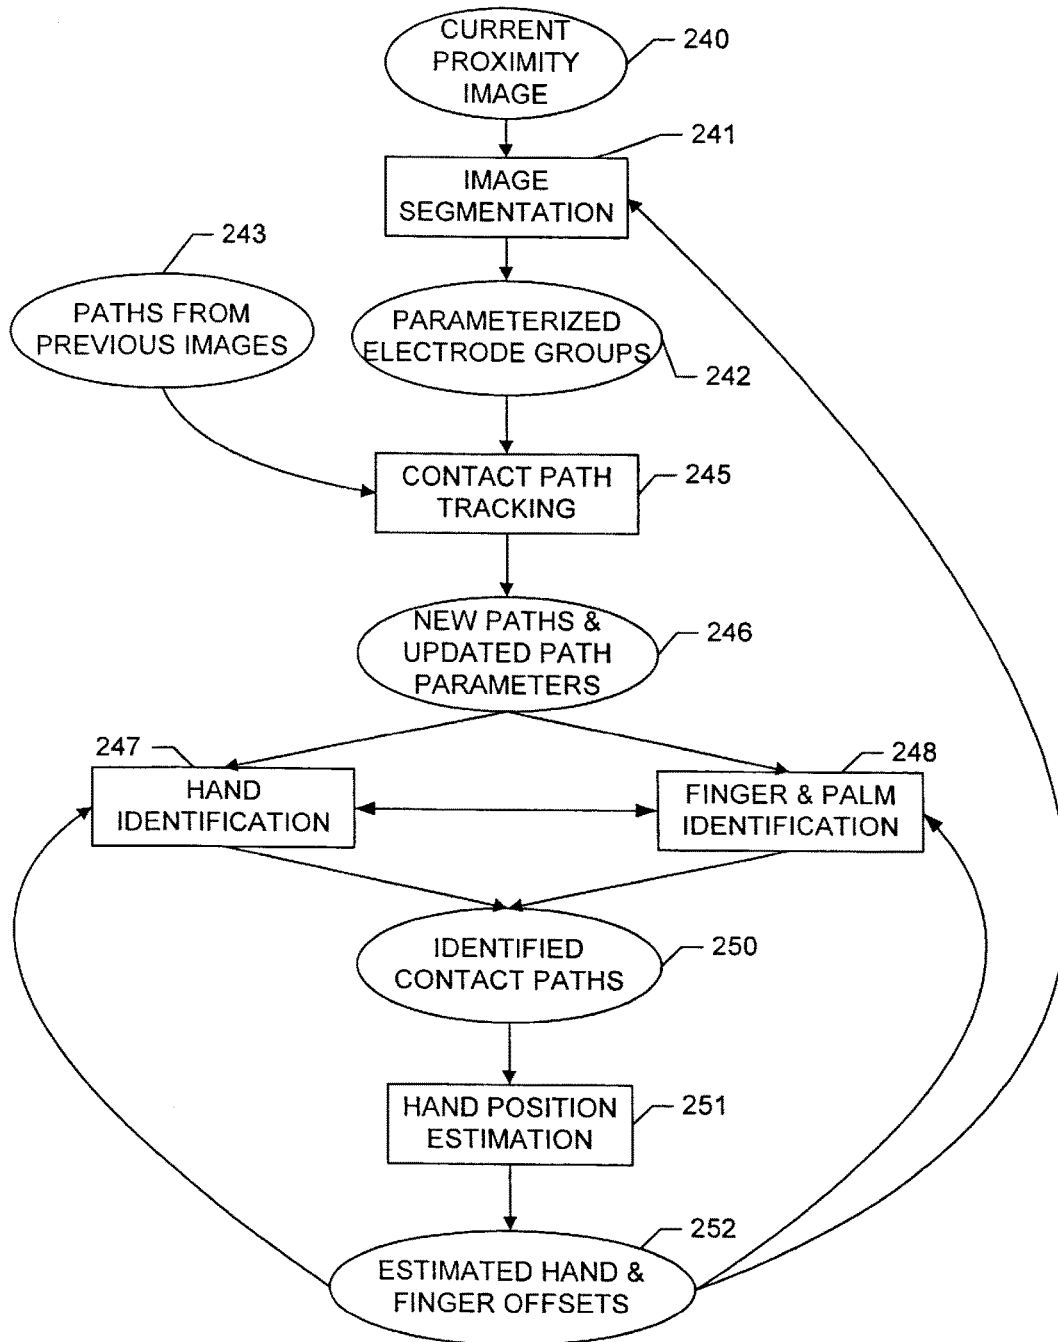 CURRENT
PROXIMITY
IMAGE
240
241
IMAGE
SEGMENTATION
243
PATHS FROM
PREVIOUS IMAGES
PARAMETERIZED
ELECTRODE GROUPS
242
CONTACT PATH
TRACKING
245
NEW PATHS &
UPDATED PATH
PARAMETERS
246
247
HAND
IDENTIFICATION
248
FINGER & PALM
IDENTIFICATION
IDENTIFIED
CONTACT PATHS
250
HAND POSITION
ESTIMATION
251
252
ESTIMATED HAND &
FINGER OFFSETS